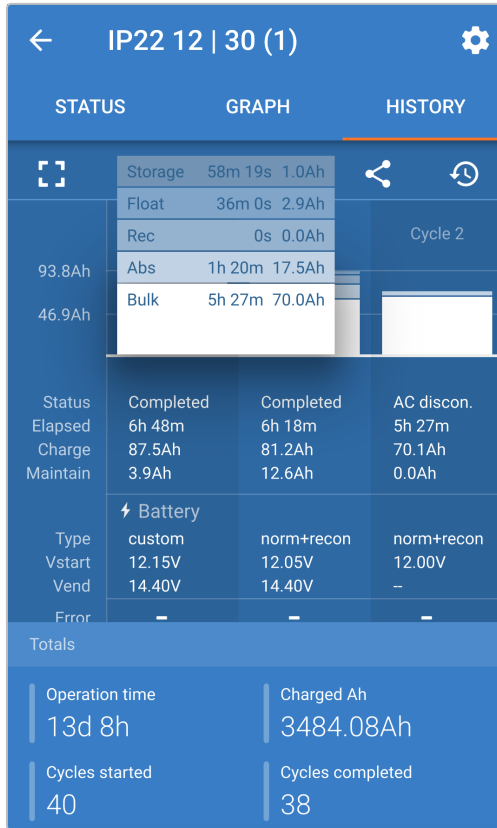 IP22 12 | 30 (1)
STATUS GRAPH HISTORY
Storage 58m 19s 1.0Ah
Float 36m 0s 2.9Ah
Rec 0s 0.0Ah
Abs 1h 20m 17.5Ah
Bulk 5h 27m 70.0Ah
Cycle 2
93.8Ah
46.9Ah
Status Completed Completed AC discon.
Elapsed 6h 48m 6h 18m 5h 27m
Charge 87.5Ah 81.2Ah 70.1Ah
Maintain 3.9Ah 12.6Ah 0.0Ah
Battery
Type custom norm+recon norm+recon
Vstart 12.15V 12.05V 12.00V
Vend 14.40V 14.40V --
Error - - -
Totals
Operation time Charged Ah
13d 8h 3484.08Ah
Cycles started Cycles completed
40 38